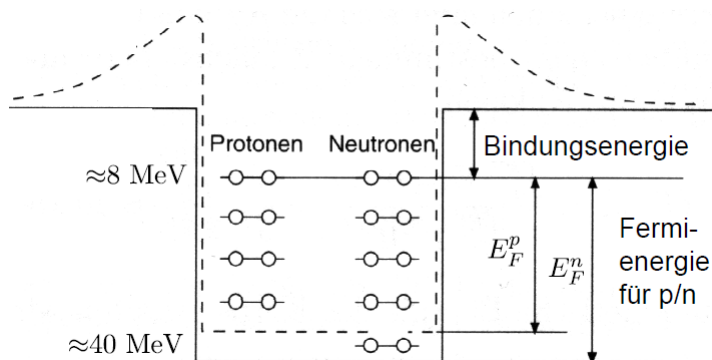 Protonen Neutronen
Bindungsenergie
≈8 MeV
E_F^p
E_F^n
Fermi-
energie
für p/n
≈40 MeV